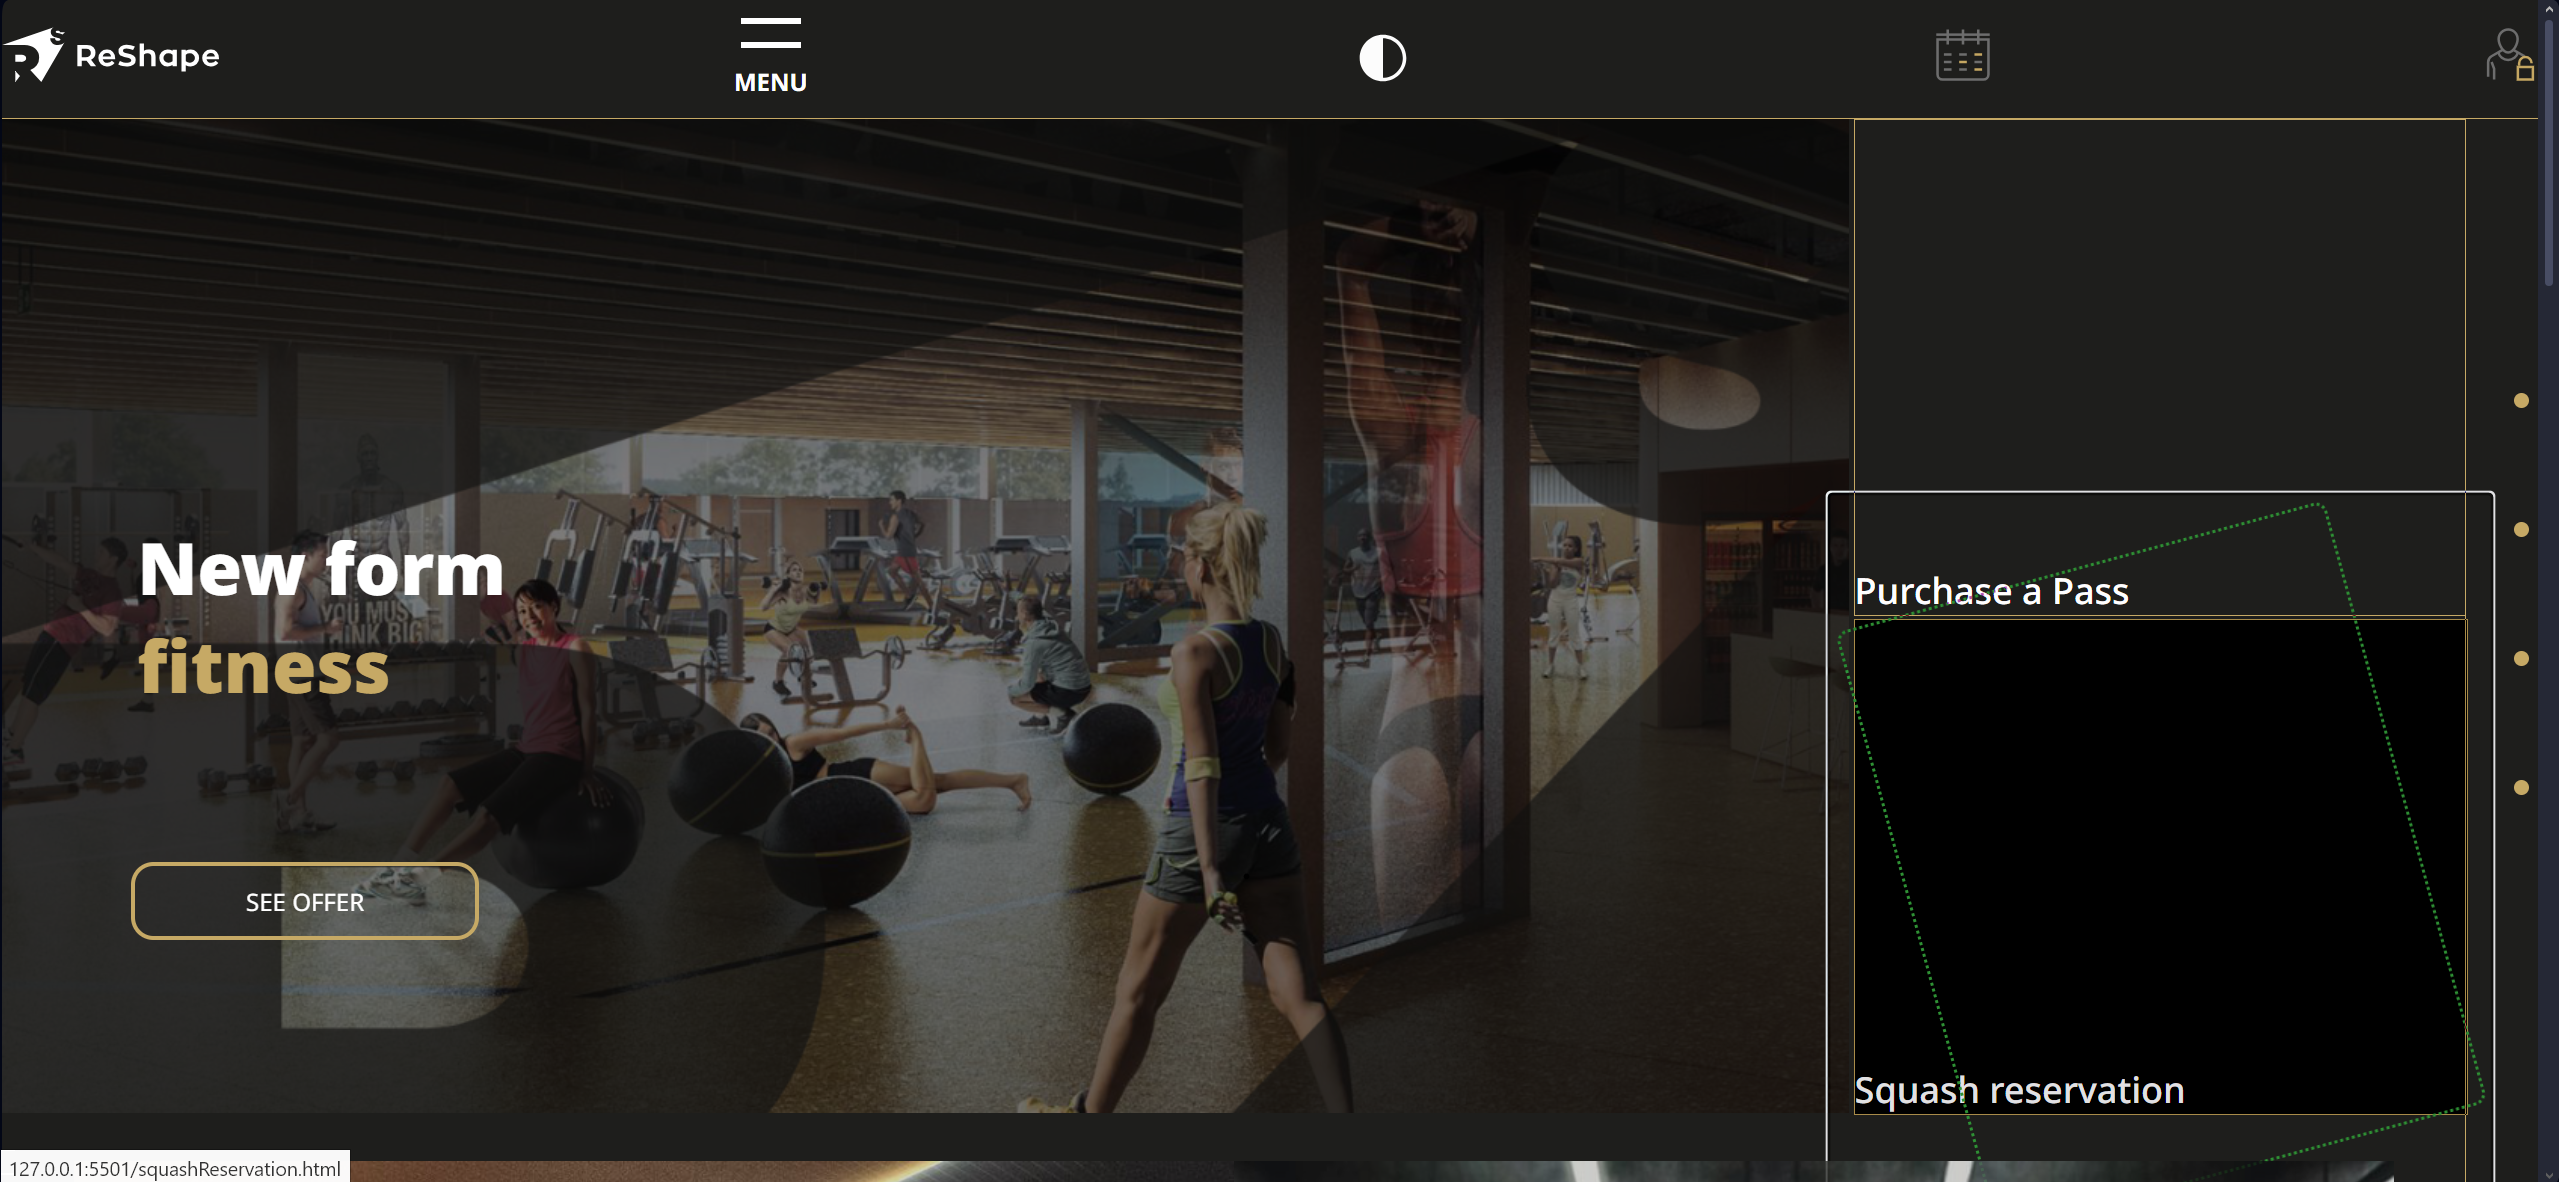 ReShape
MENU
New form
fitness
YOU MUST
THINK BIG
SEE OFFER
Purchase a Pass
Squash reservation
127.0.0.1:5501/squashReservation.html